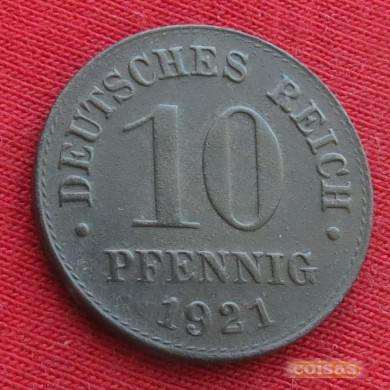 · DEUTSCHES REICH ·
10
PFENNIG
1921
coisas